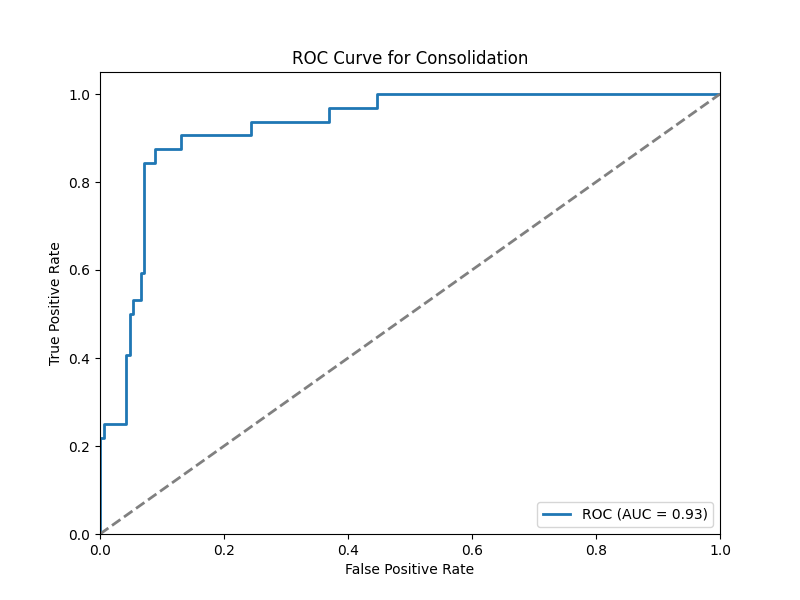 ROC Curve for Consolidation
1.0
0.8
0.6
0.4
0.2
0.0
True Positive Rate
0.0 0.2 0.4 0.6 0.8 1.0
False Positive Rate
ROC (AUC = 0.93)